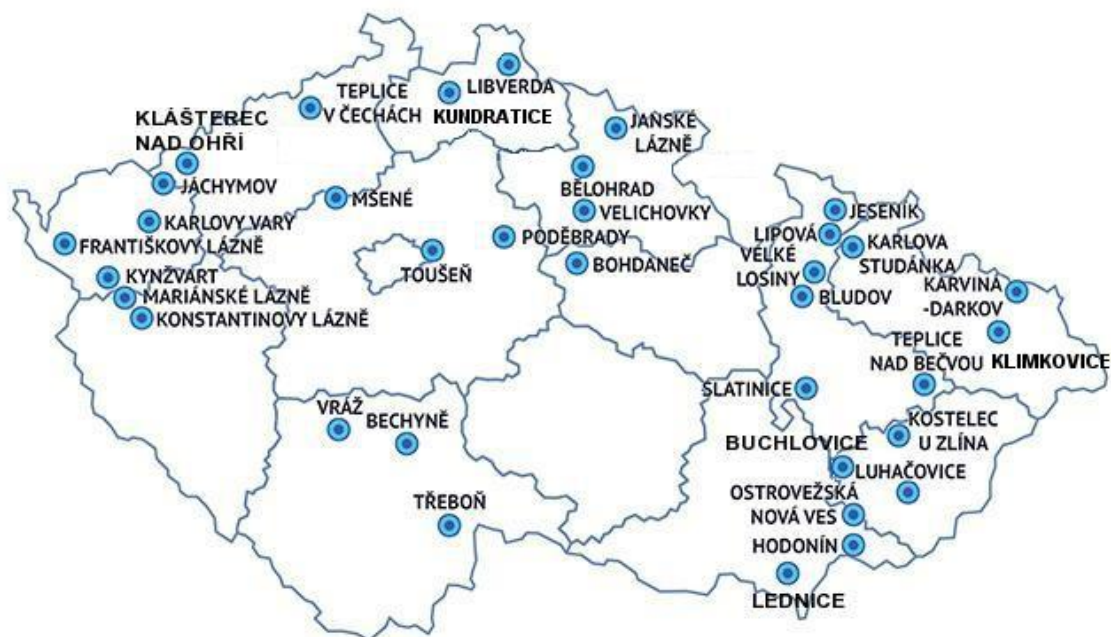 LIBVERDA
TEPLICE
V ČECHÁCH
KUNDRATICE
KLÁŠTEREC
NAD OHŘÍ
JÁCHYMOV
JANSKÉ
LÁZNĚ
BĚLOHRAD
VELICHOVKY
MSENÉ
KARLOVY VARY
FRANTIŠKOVY LÁZNĚ
KYNŽVART
MARIÁNSKÉ LÁZNĚ
KONSTANTINOVY LÁZNĚ
TOUŠEŇ
PODĚBRADY
BOHDANEČ
JESENÍK
LIPOVÁ
KARLOVA
STUDÁNKA
VELKÉ
LOSINY
BLUDOV
KARVINÁ
-DARKOV
TEPLICE
NAD BEČVOU
KLIMKOVICE
SLATINICE
VRÁŽ
BECHYNĚ
TŘEBOŇ
KOSTELEC
U ZLÍNA
BUCHLOVICE
LUHAČOVICE
OSTROVEŽSKÁ
NOVÁ VES
HODONÍN
LEDNICE